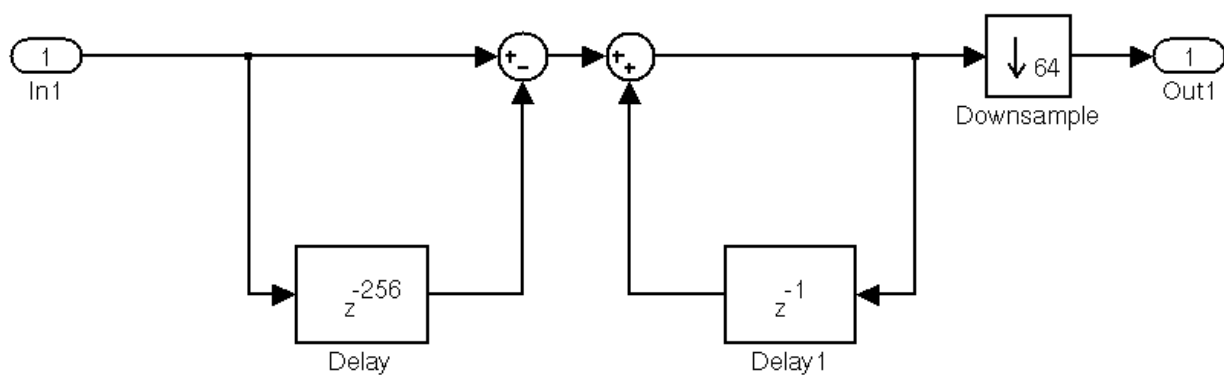 1
In1
+
−
+
+
↓ 64
Downsample
1
Out1
z^-256
Delay
z^-1
Delay1